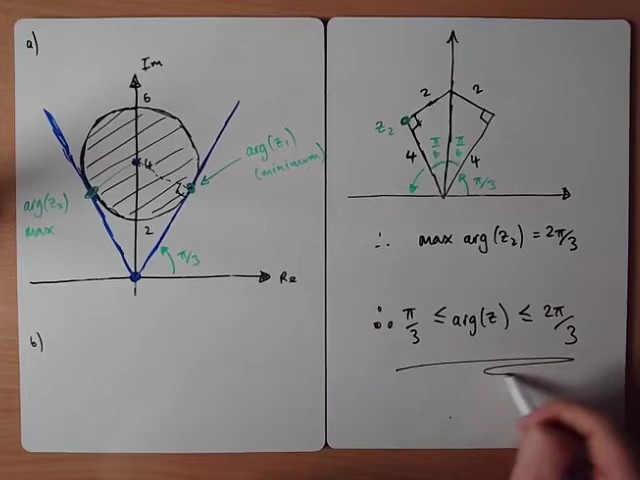 a)
Im
6
4
2
π/3
Re
arg(z₁)
(minimum)
arg(z₂)
max
b)
2
2
z₂
π/6
π/6
4
4
π/3
∴ max arg(z₂) = 2π/3
∴ π/3 ≤ arg(z) ≤ 2π/3